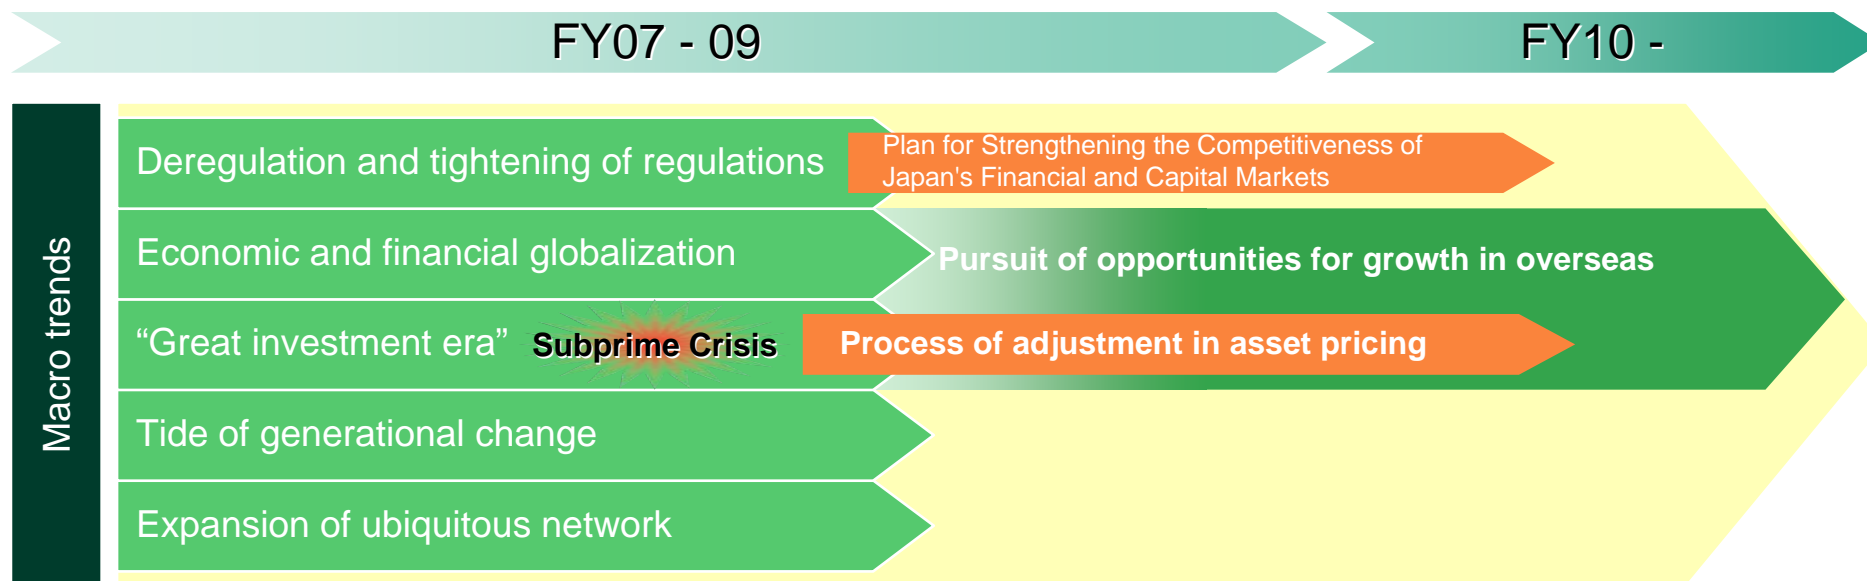 FY07 - 09
FY10 -
Macro trends
Deregulation and tightening of regulations
Plan for Strengthening the Competitiveness of
Japan's Financial and Capital Markets
Economic and financial globalization
Pursuit of opportunities for growth in overseas
“Great investment era”
Subprime Crisis
Process of adjustment in asset pricing
Tide of generational change
Expansion of ubiquitous network